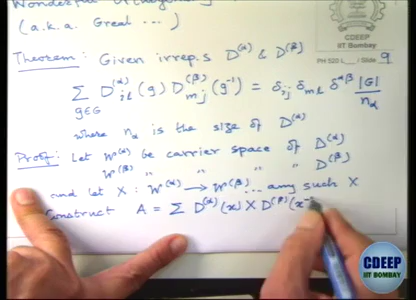 Wonderful Orthogonal
(a.k.a. Great ...)
CDEEP
IIT Bombay
PH 520 L___ / Slide 9
Theorem: Given irrep.s D^(α) & D^(β)
∑_{g∈G} D^(α)_{il}(g) D^(β)_{mj}(g⁻¹) = δ_{ij} δ_{ml} δ^{αβ} |G|/n_α
where n_α is the size of D^(α)
Proof: Let W^(α) be carrier space of D^(α)
W^(β) " " " " D^(β)
and let X : W^(α) → W^(β) ... any such X
Construct A = ∑ D^(α)(x) X D^(β)(x⁻
CDEEP
IIT BOMBAY